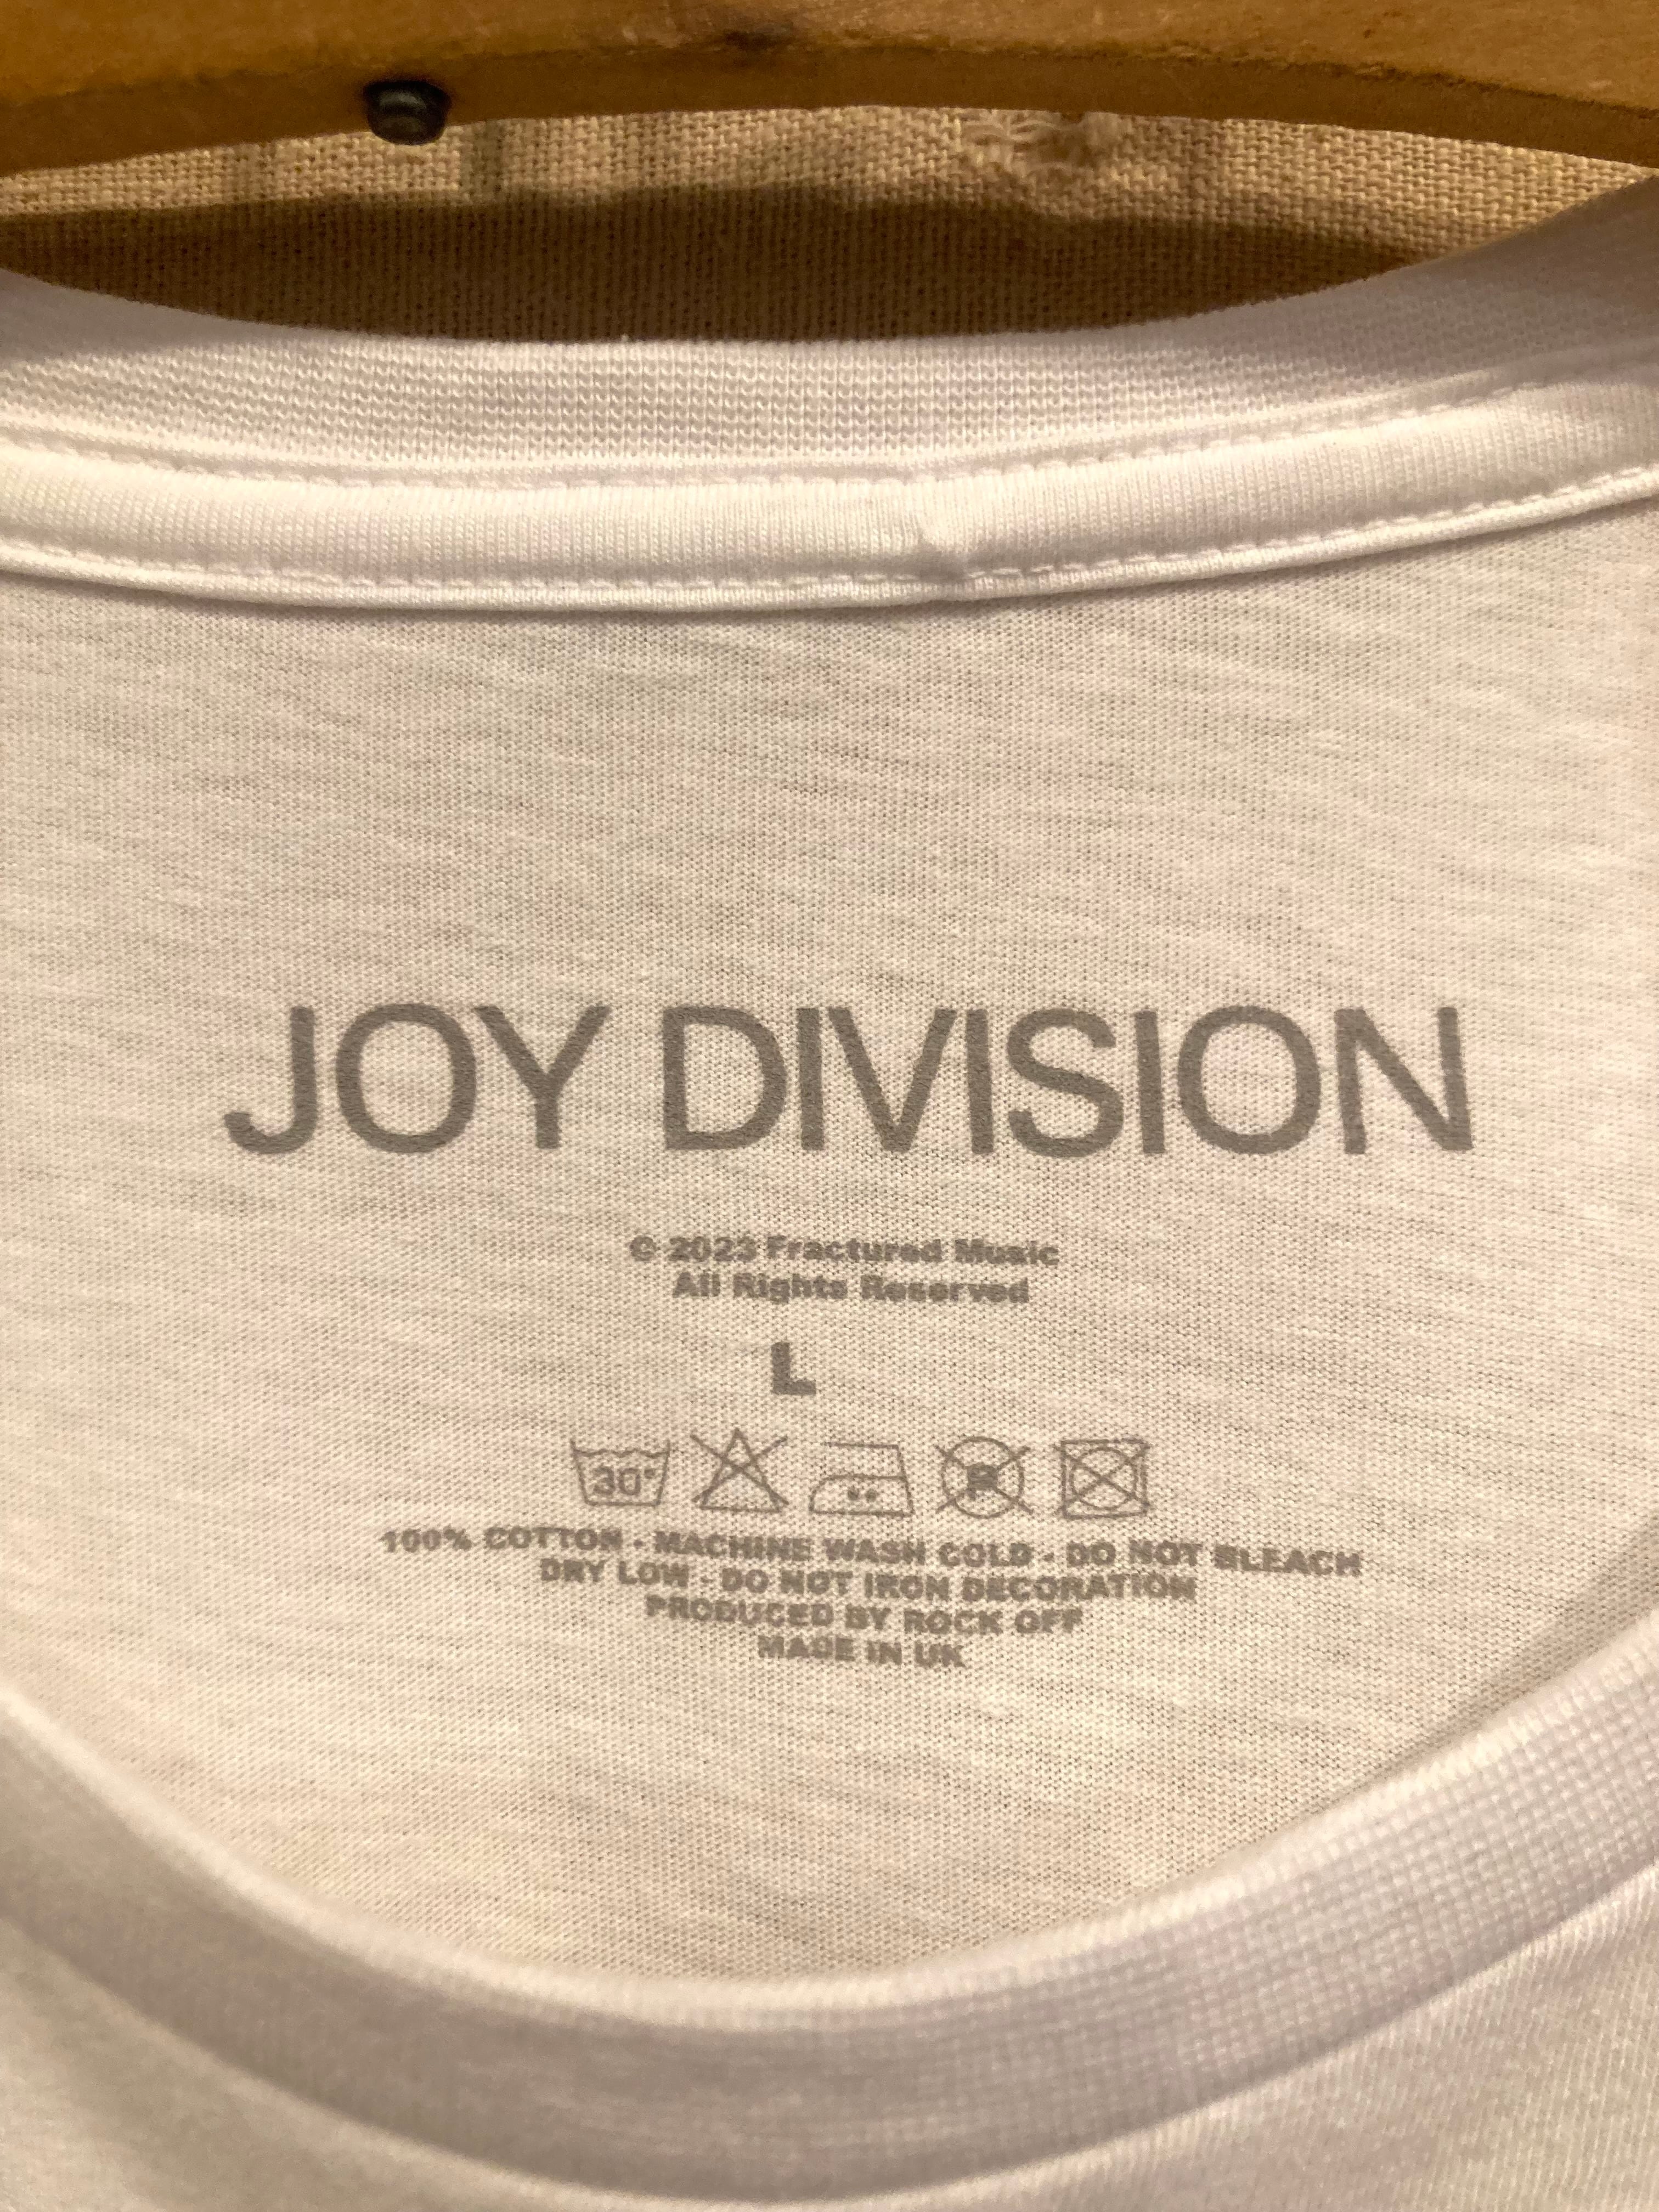 JOY DIVISION
© 2023 Fractured Music
All Rights Reserved
L
30° P
100% COTTON - MACHINE WASH COLD - DO NOT BLEACH
DRY LOW - DO NOT IRON DECORATION
PRODUCED BY ROCK OFF
MADE IN UK